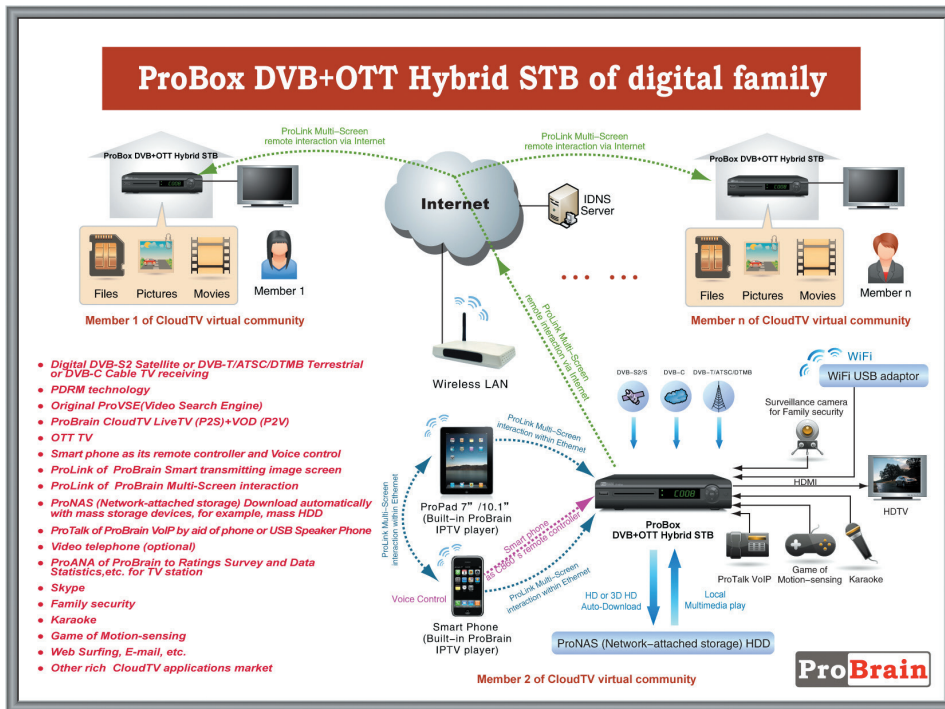 ProBox DVB+OTT Hybrid STB of digital family
ProLink Multi-Screen
remote interaction via Internet
ProLink Multi-Screen
remote interaction via Internet
ProBox DVB+OTT Hybrid STB
ProBox DVB+OTT Hybrid STB
Internet
IDNS
Server
Files
Pictures
Movies
Member 1
Files
Pictures
Movies
Member n
Member 1 of CloudTV virtual community
Member n of CloudTV virtual community
ProLink Multi-Screen
remote interaction via Internet
Wireless LAN
• Digital DVB-S2 Satellite or DVB-T/ATSC/DTMB Terrestrial
or DVB-C Cable TV receiving
• PDRM technology
• Original ProVSE(Video Search Engine)
• ProBrain CloudTV LiveTV (P2S)+VOD (P2V)
• OTT TV
• Smart phone as its remote controller and Voice control
• ProLink of ProBrain Smart transmitting image screen
• ProLink of ProBrain Multi-Screen interaction
• ProNAS (Network-attached storage) Download automatically
with mass storage devices, for example, mass HDD
• ProTalk of ProBrain VoIP by aid of phone or USB Speaker Phone
• Video telephone (optional)
• ProANA of ProBrain to Ratings Survey and Data
Statistics,etc. for TV station
• Skype
• Family security
• Karaoke
• Game of Motion-sensing
• Web Surfing, E-mail, etc.
• Other rich CloudTV applications market
DVB-S2/S
DVB-C
DVB-T/ATSC/DTMB
WiFi
WiFi USB adaptor
Surveillance camera
for Family security
HDMI
HDTV
C008
ProBox
DVB+OTT Hybrid STB
ProTalk VoIP
Game of
Motion-sensing
Karaoke
ProLink Multi-Screen
interaction within Ethernet
ProLink Multi-Screen
interaction within Ethernet
ProPad 7"/10.1"
(Built-in ProBrain
IPTV player)
Smart phone
as Cd60's remote controller
ProLink Multi-Screen
interaction within Ethernet
Voice Control
Smart Phone
(Built-in ProBrain
IPTV player)
HD or 3D HD
Auto-Download
Local
Multimedia play
ProNAS (Network-attached storage) HDD
Member 2 of CloudTV virtual community
ProBrain